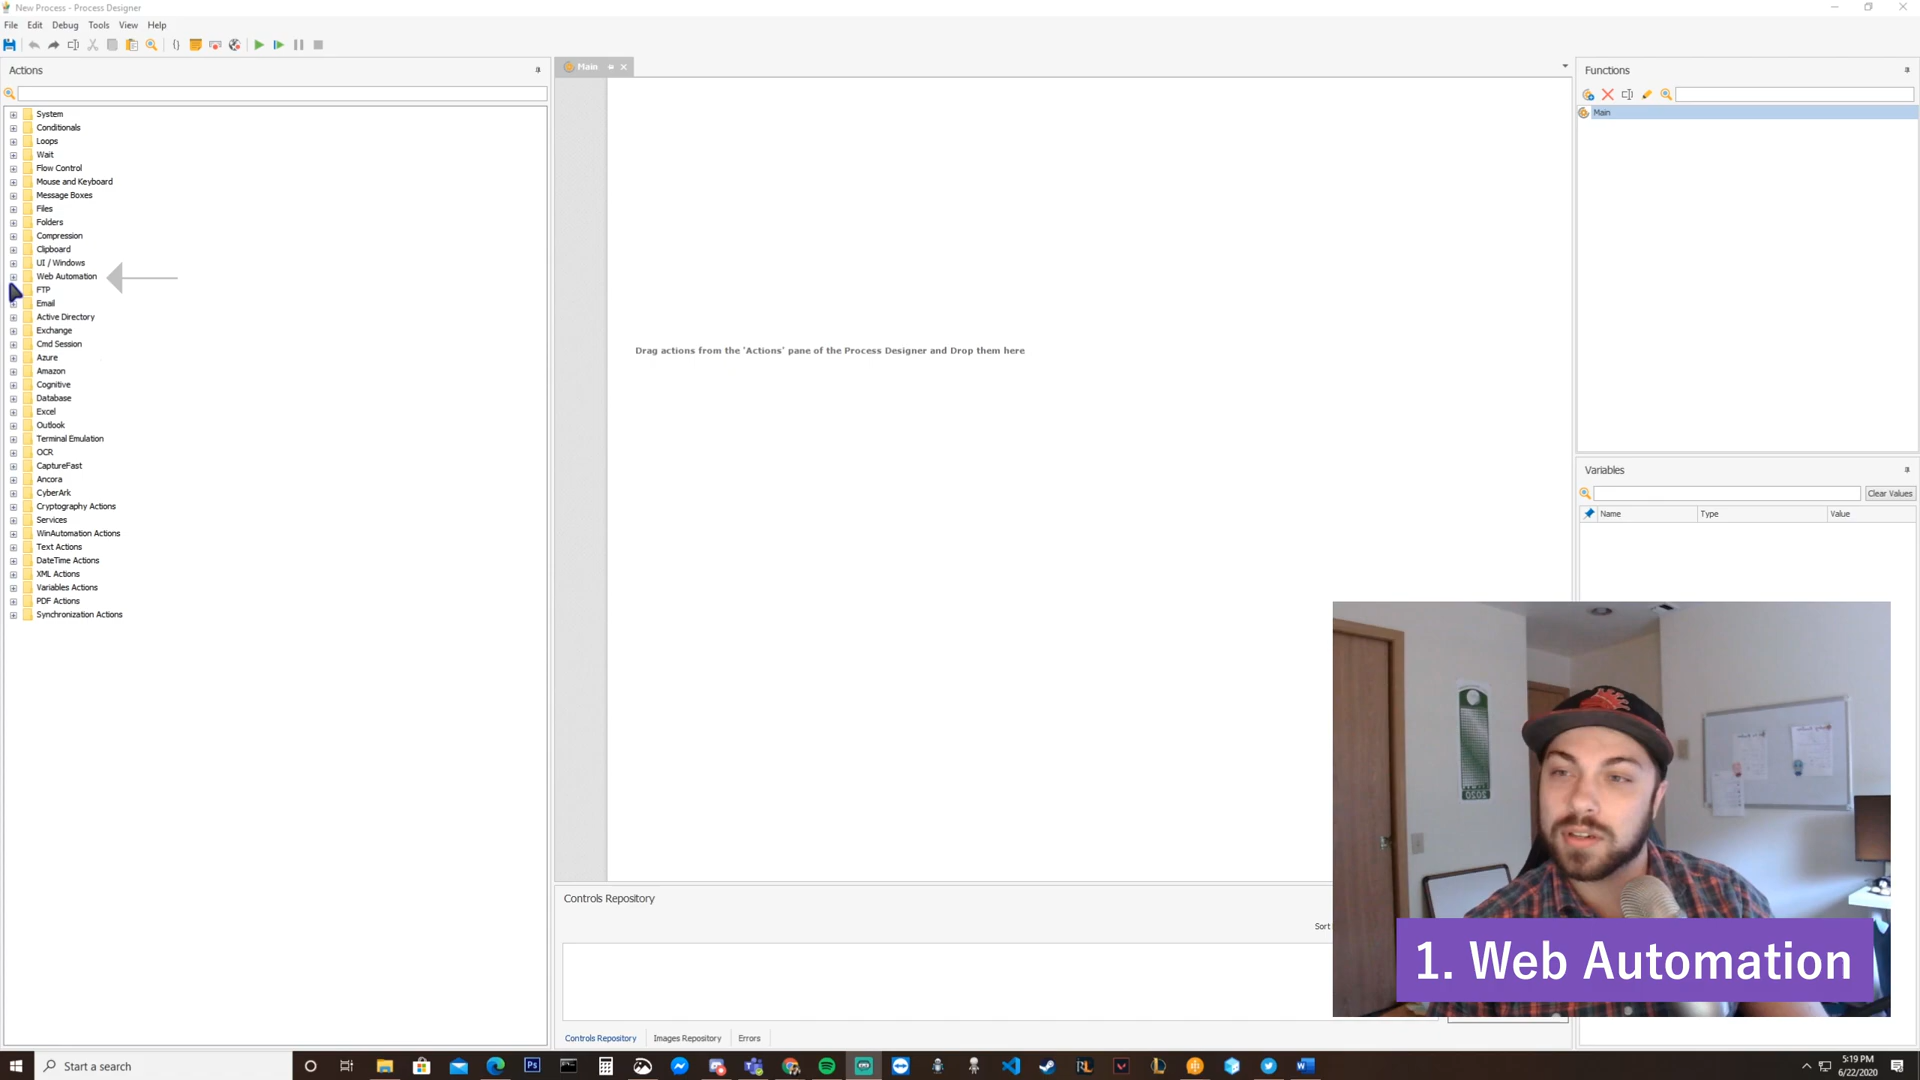 New Process - Process Designer
File Edit Debug Tools View Help
Actions
System
Conditionals
Loops
Wait
Flow Control
Mouse and Keyboard
Message Boxes
Files
Folders
Compression
Clipboard
UI / Windows
Web Automation
FTP
Email
Active Directory
Exchange
Cmd Session
Azure
Amazon
Cognitive
Database
Excel
Outlook
Terminal Emulation
OCR
CaptureFast
Ancora
CyberArk
Cryptography Actions
Services
WinAutomation Actions
Text Actions
DateTime Actions
XML Actions
Variables Actions
PDF Actions
Synchronization Actions
Main
Drag actions from the 'Actions' pane of the Process Designer and Drop them here
Functions
Main
Variables
Clear Values
Name Type Value
Controls Repository
Sort
1. Web Automation
Controls Repository Images Repository Errors
Start a search
5:19 PM
6/22/2020